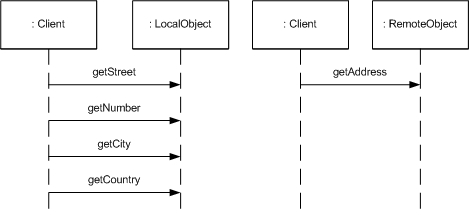 : Client
: LocalObject
: Client
: RemoteObject
getStreet
getAddress
getNumber
getCity
getCountry